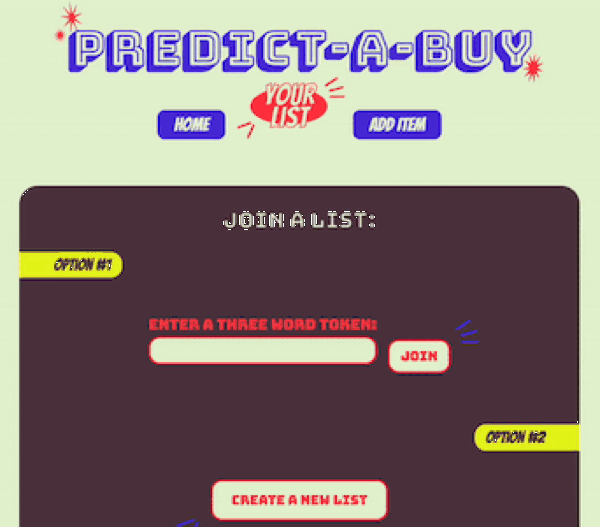 PREDICT-A-BUY
YOUR
LIST
HOME
ADD ITEM
JOIN A LIST:
OPTION #1
ENTER A THREE WORD TOKEN:
JOIN
OPTION #2
CREATE A NEW LIST